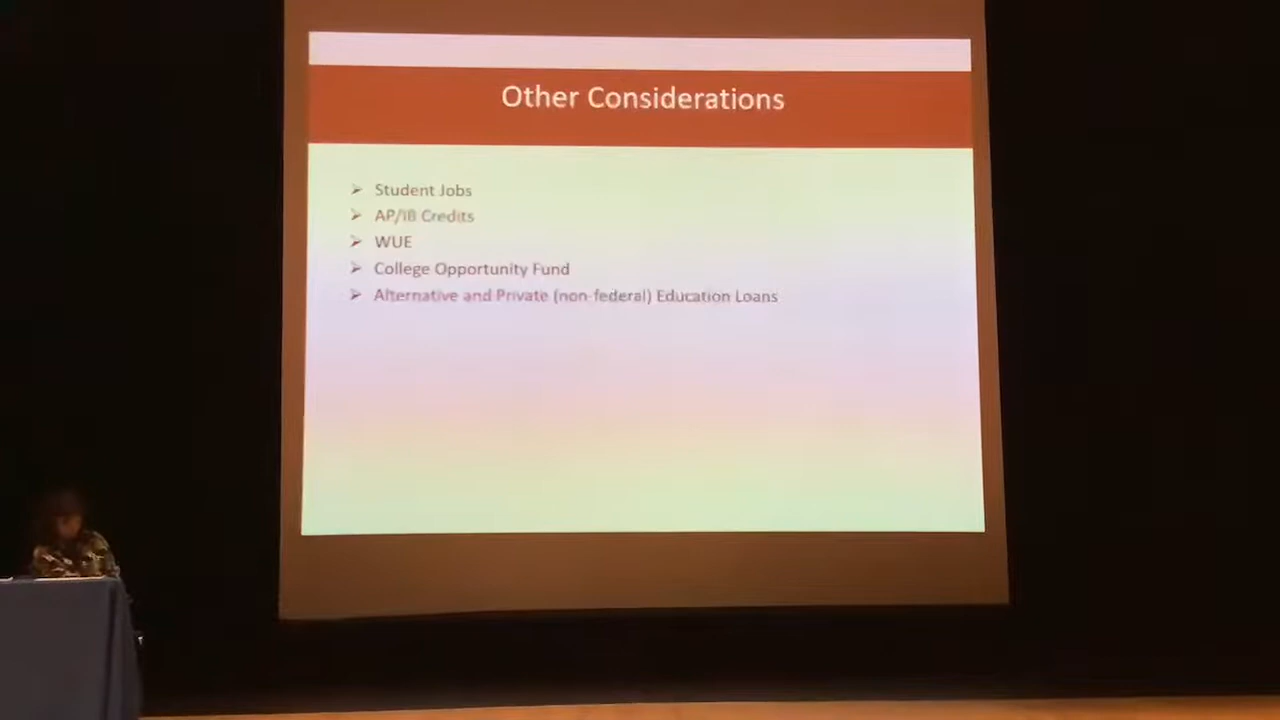 Other Considerations
Student Jobs
AP/IB Credits
WUE
College Opportunity Fund
Alternative and Private (non-federal) Education Loans